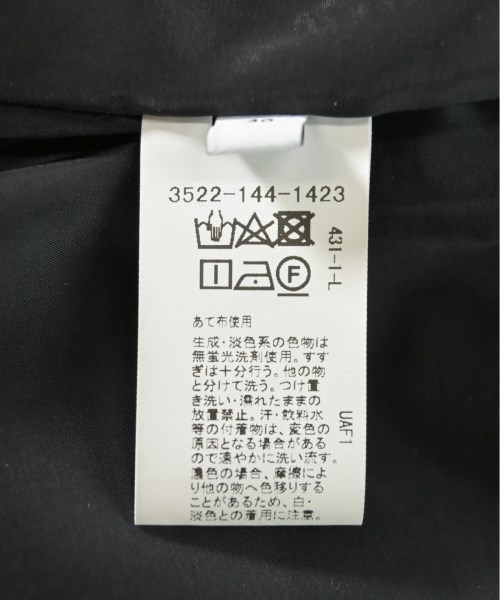 3522-144-1423
F
431-1-L
あて布使用
生成・淡色系の色物は
無蛍光洗剤使用。すす
ぎは十分行う。他の物
と分けて洗う。つけ置
き洗い・濡れたままの
放置禁止。汗・飲料水
等の付着物は、変色の
原因となる場合がある
ので速やかに洗い流す。
濃色の場合、摩擦によ
り他の物へ色移りする
ことがあるため、白・
淡色との着用に注意。
UAF1